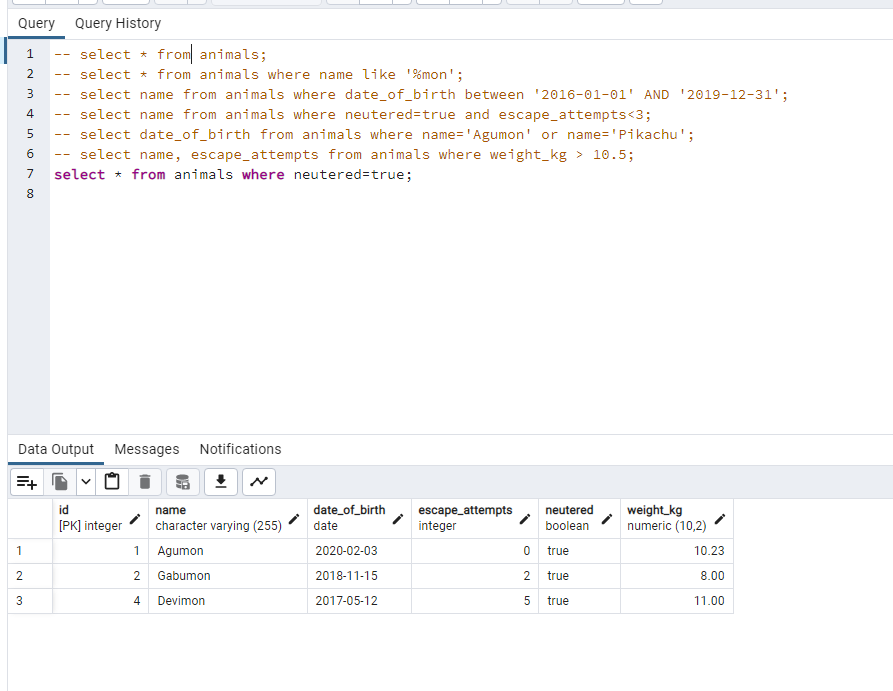 Query Query History
1 -- select * from animals;
2 -- select * from animals where name like '%mon';
3 -- select name from animals where date_of_birth between '2016-01-01' AND '2019-12-31';
4 -- select name from animals where neutered=true and escape_attempts<3;
5 -- select date_of_birth from animals where name='Agumon' or name='Pikachu';
6 -- select name, escape_attempts from animals where weight_kg > 10.5;
7 select * from animals where neutered=true;
8
Data Output Messages Notifications
id name date_of_birth escape_attempts neutered weight_kg
[PK] integer character varying (255) date integer boolean numeric (10,2)
1 1 Agumon 2020-02-03 0 true 10.23
2 2 Gabumon 2018-11-15 2 true 8.00
3 4 Devimon 2017-05-12 5 true 11.00